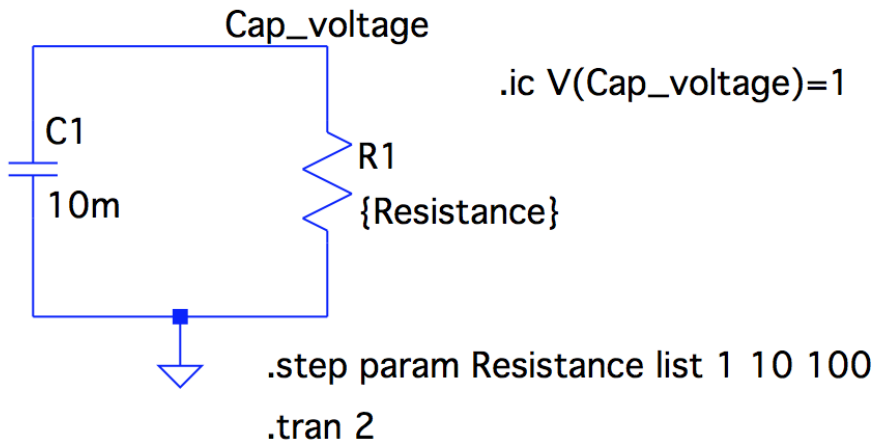 Cap_voltage
.ic V(Cap_voltage)=1
C1
R1
10m
{Resistance}
.step param Resistance list 1 10 100
.tran 2